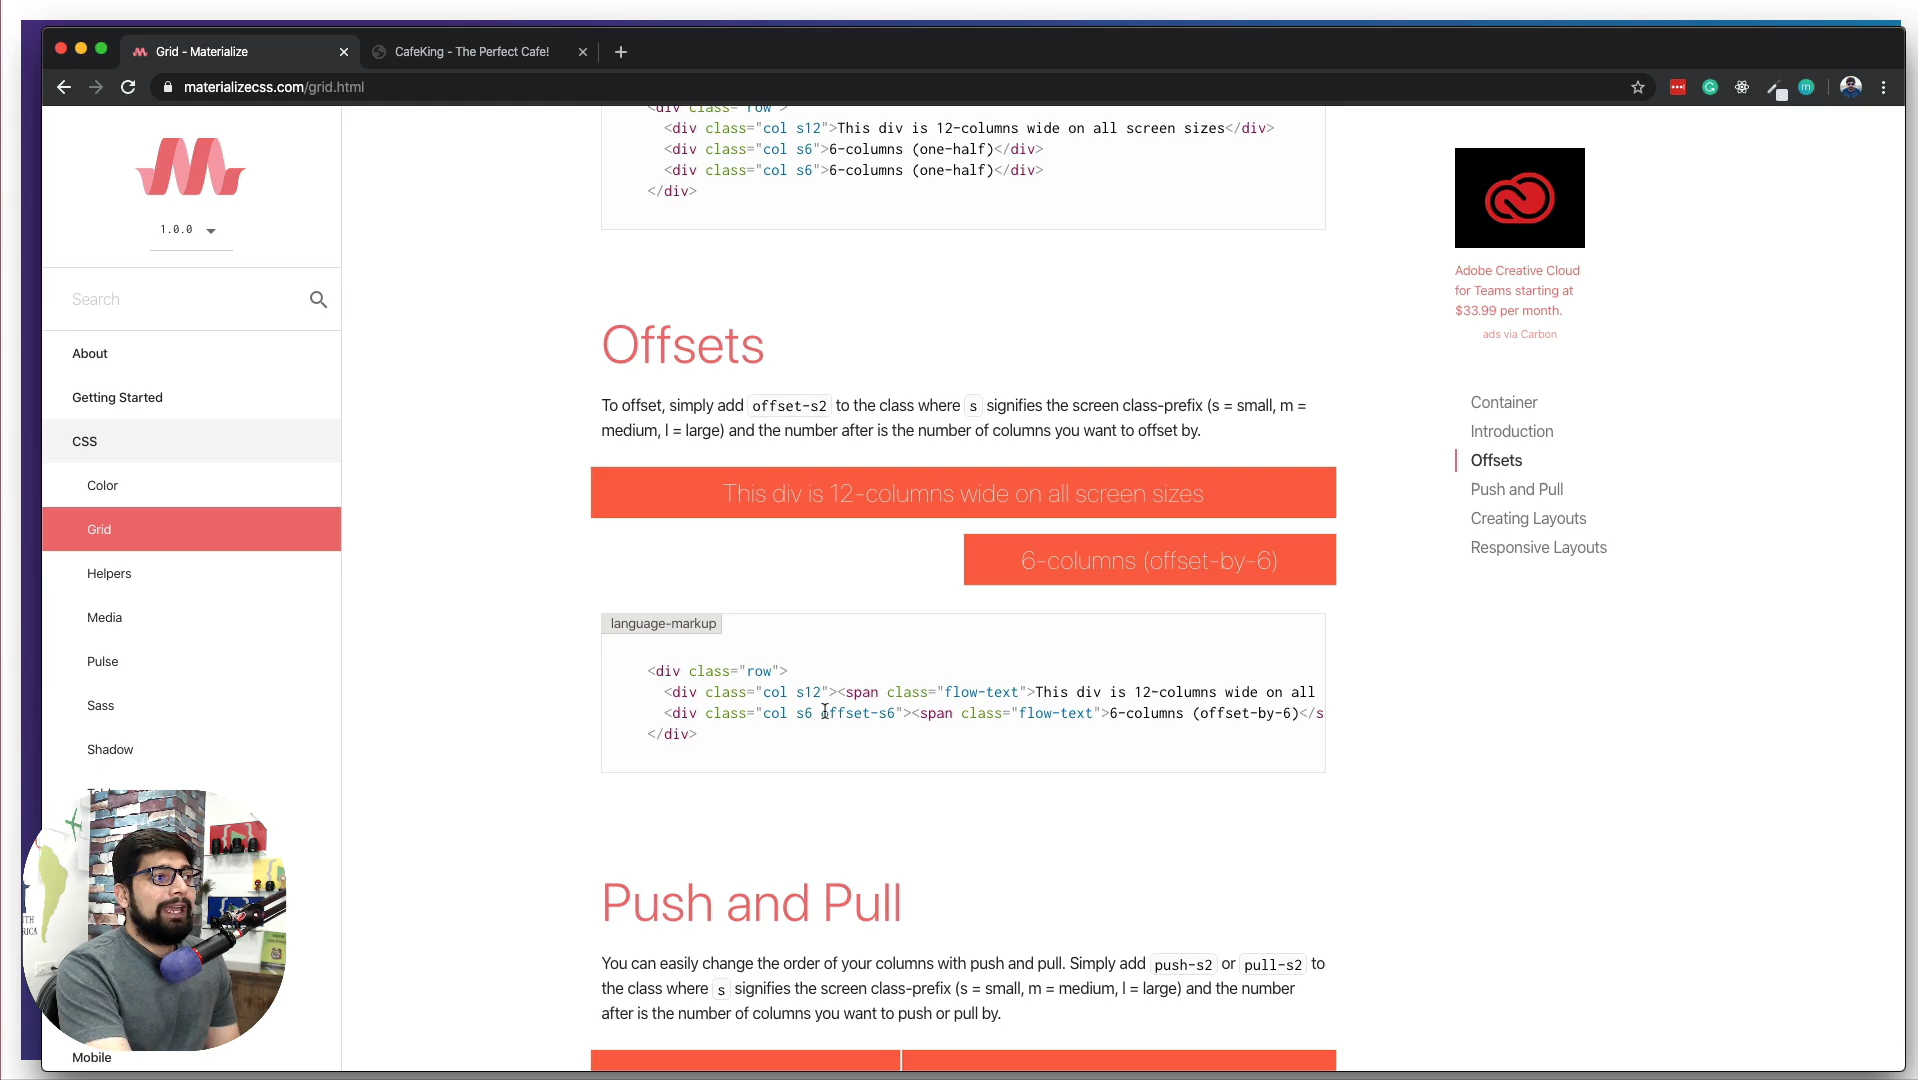 Grid - Materialize
CafeKing - The Perfect Cafe!
materializecss.com/grid.html
1.0.0
Search
About
Getting Started
CSS
Color
Grid
Helpers
Media
Pulse
Sass
Shadow
Mobile
<div class="row">
<div class="col s12">This div is 12-columns wide on all screen sizes</div>
<div class="col s6">6-columns (one-half)</div>
<div class="col s6">6-columns (one-half)</div>
</div>
Offsets
To offset, simply add offset-s2 to the class where s signifies the screen class-prefix (s = small, m =
medium, l = large) and the number after is the number of columns you want to offset by.
This div is 12-columns wide on all screen sizes
6-columns (offset-by-6)
language-markup
<div class="row">
<div class="col s12"><span class="flow-text">This div is 12-columns wide on all
<div class="col s6 offset-s6"><span class="flow-text">6-columns (offset-by-6)</s
</div>
Push and Pull
You can easily change the order of your columns with push and pull. Simply add push-s2 or pull-s2 to
the class where s signifies the screen class-prefix (s = small, m = medium, l = large) and the number
after is the number of columns you want to push or pull by.
Adobe Creative Cloud
for Teams starting at
$33.99 per month.
ads via Carbon
Container
Introduction
Offsets
Push and Pull
Creating Layouts
Responsive Layouts